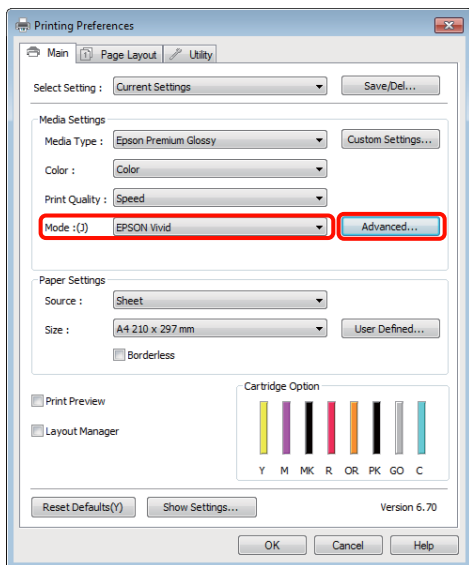 Printing Preferences
Main Page Layout Utility
Select Setting : Current Settings Save/Del...
Media Settings
Media Type : Epson Premium Glossy Custom Settings...
Color : Color
Print Quality : Speed
Mode :(J) EPSON Vivid Advanced...
Paper Settings
Source : Sheet
Size : A4 210 x 297 mm User Defined...
Borderless
Print Preview
Layout Manager
Cartridge Option
Y M MK R OR PK GO C
Reset Defaults(Y) Show Settings... Version 6.70
OK Cancel Help